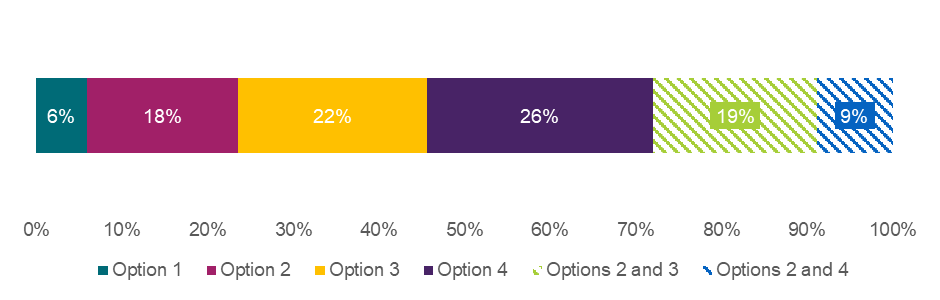 6% 18% 22% 26% 19% 9%
0% 10% 20% 30% 40% 50% 60% 70% 80% 90% 100%
Option 1 Option 2 Option 3 Option 4 Options 2 and 3 Options 2 and 4